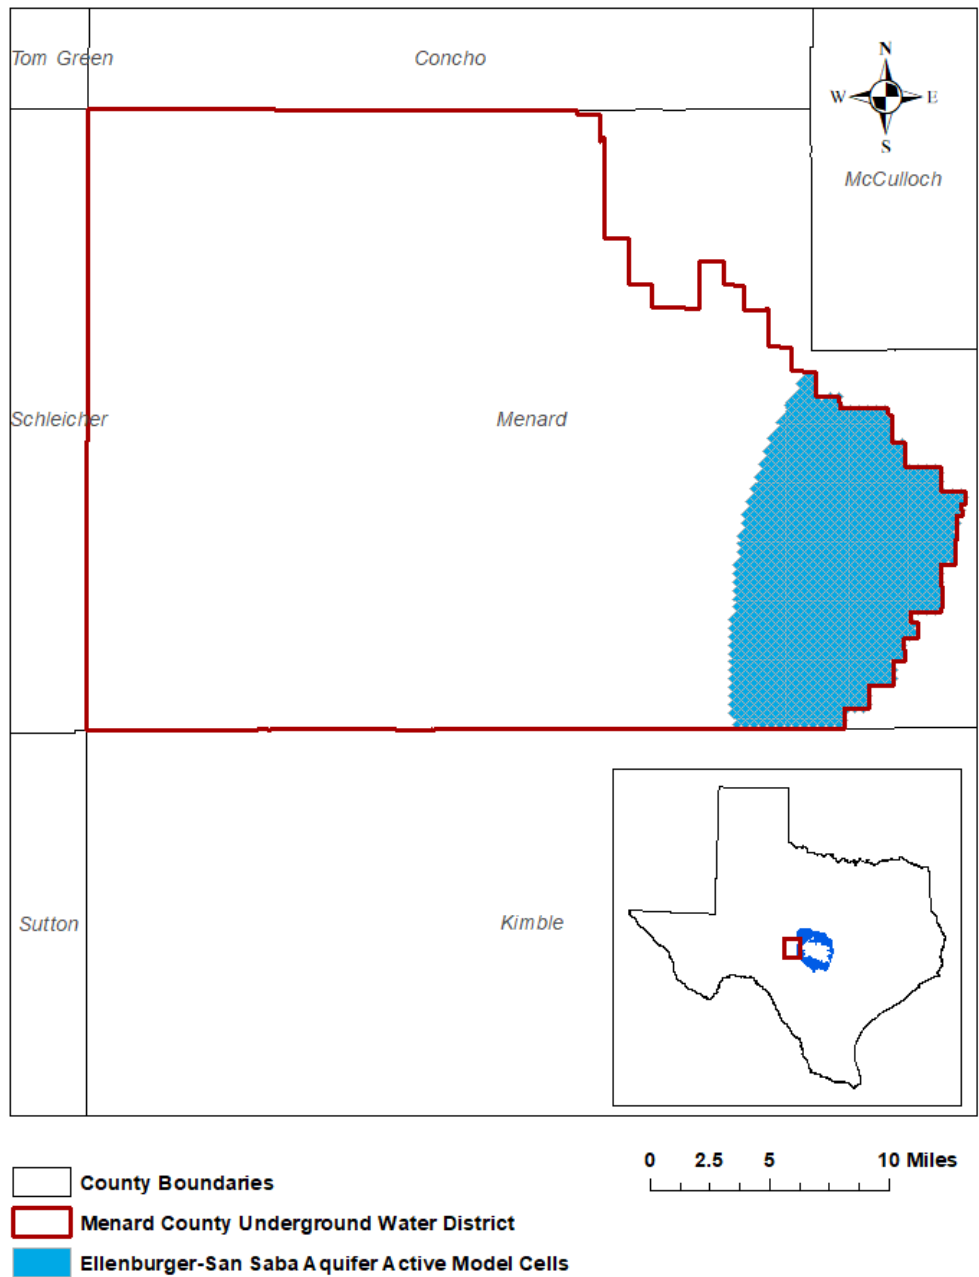 Tom Green
Concho
N
W
E
S
McCulloch
Schleicher
Menard
Sutton
Kimble
0 2.5 5 10 Miles
County Boundaries
Menard County Underground Water District
Ellenburger-San Saba Aquifer Active Model Cells